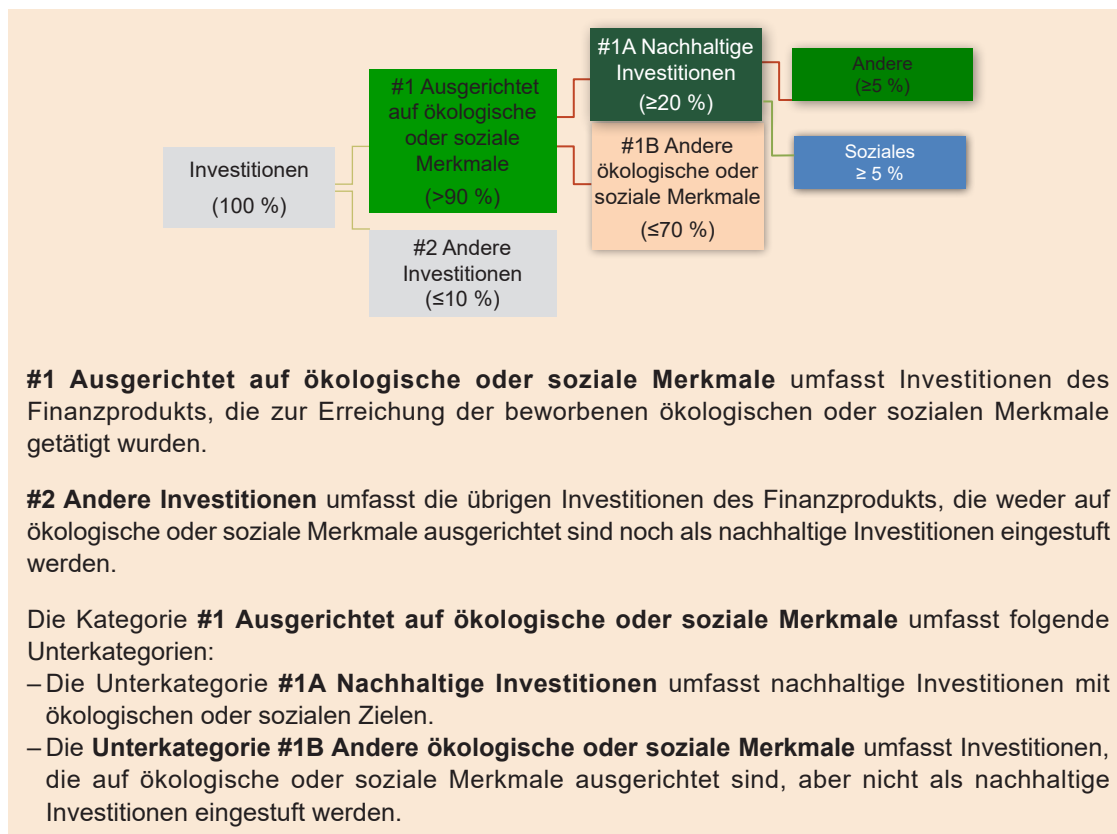 Investitionen
(100 %)
#1 Ausgerichtet
auf ökologische
oder soziale
Merkmale
(>90 %)
#2 Andere
Investitionen
(≤10 %)
#1A Nachhaltige
Investitionen
(≥20 %)
#1B Andere
ökologische oder
soziale Merkmale
(≤70 %)
Andere
(≥5 %)
Soziales
≥ 5 %
#1 Ausgerichtet auf ökologische oder soziale Merkmale umfasst Investitionen des
Finanzprodukts, die zur Erreichung der beworbenen ökologischen oder sozialen Merkmale
getätigt wurden.
#2 Andere Investitionen umfasst die übrigen Investitionen des Finanzprodukts, die weder auf
ökologische oder soziale Merkmale ausgerichtet sind noch als nachhaltige Investitionen eingestuft
werden.
Die Kategorie #1 Ausgerichtet auf ökologische oder soziale Merkmale umfasst folgende
Unterkategorien:
– Die Unterkategorie #1A Nachhaltige Investitionen umfasst nachhaltige Investitionen mit
ökologischen oder sozialen Zielen.
– Die Unterkategorie #1B Andere ökologische oder soziale Merkmale umfasst Investitionen,
die auf ökologische oder soziale Merkmale ausgerichtet sind, aber nicht als nachhaltige
Investitionen eingestuft werden.